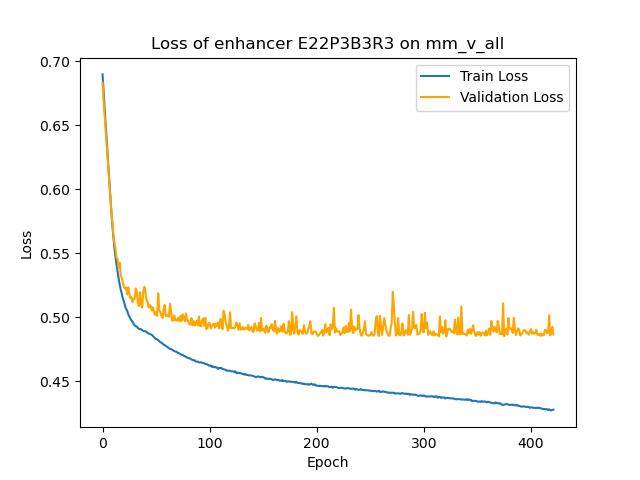 Loss of enhancer E22P3B3R3 on mm_v_all
Train Loss
Validation Loss
0.70
0.65
0.60
0.55
0.50
0.45
Loss
0
100
200
300
400
Epoch